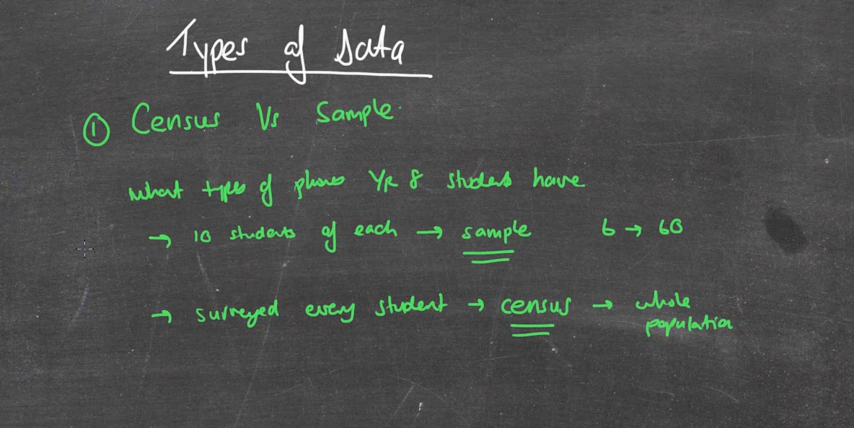 Types of Data
① Census Vs Sample
What types of phones YR 8 students have
→ 10 students of each → sample 6 → 60
→ surveyed every student → census → whole population